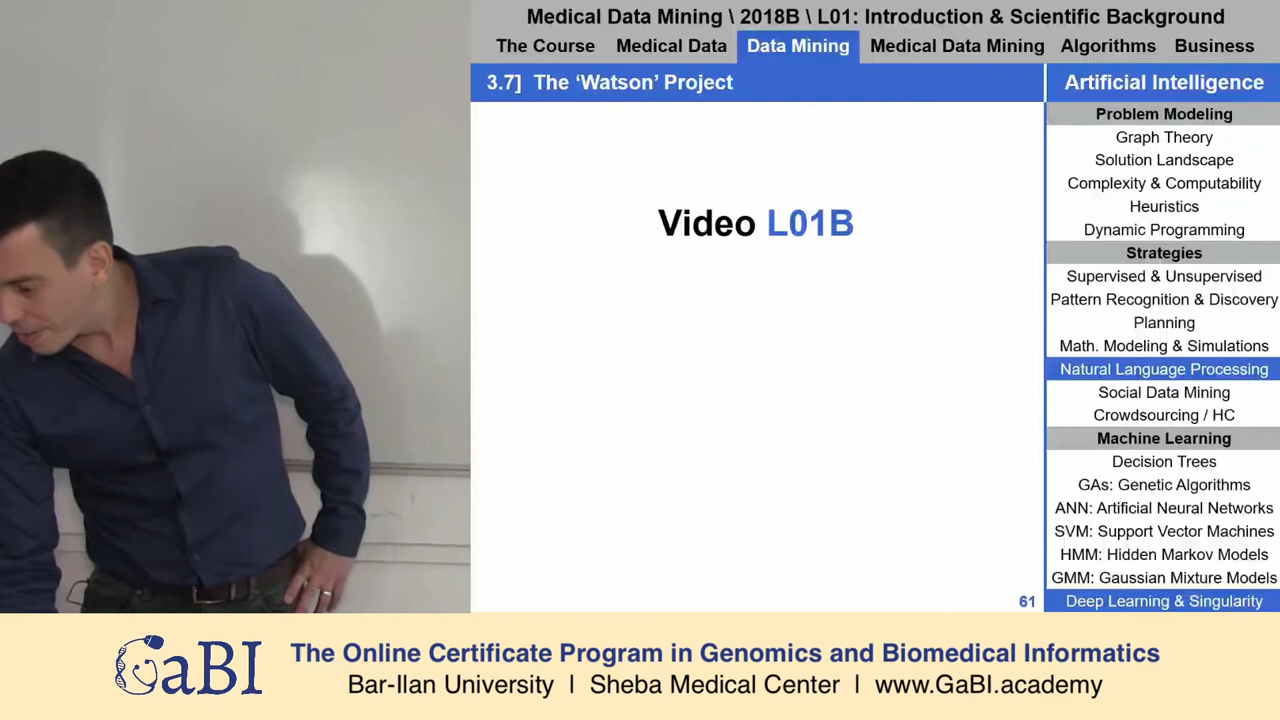 Medical Data Mining \ 2018B \ L01: Introduction & Scientific Background
The Course Medical Data Data Mining Medical Data Mining Algorithms Business
3.7] The ‘Watson’ Project
Video L01B
61
Artificial Intelligence
Problem Modeling
Graph Theory
Solution Landscape
Complexity & Computability
Heuristics
Dynamic Programming
Strategies
Supervised & Unsupervised
Pattern Recognition & Discovery
Planning
Math. Modeling & Simulations
Natural Language Processing
Social Data Mining
Crowdsourcing / HC
Machine Learning
Decision Trees
GAs: Genetic Algorithms
ANN: Artificial Neural Networks
SVM: Support Vector Machines
HMM: Hidden Markov Models
GMM: Gaussian Mixture Models
Deep Learning & Singularity
GaBI
The Online Certificate Program in Genomics and Biomedical Informatics
Bar-Ilan University | Sheba Medical Center | www.GaBI.academy